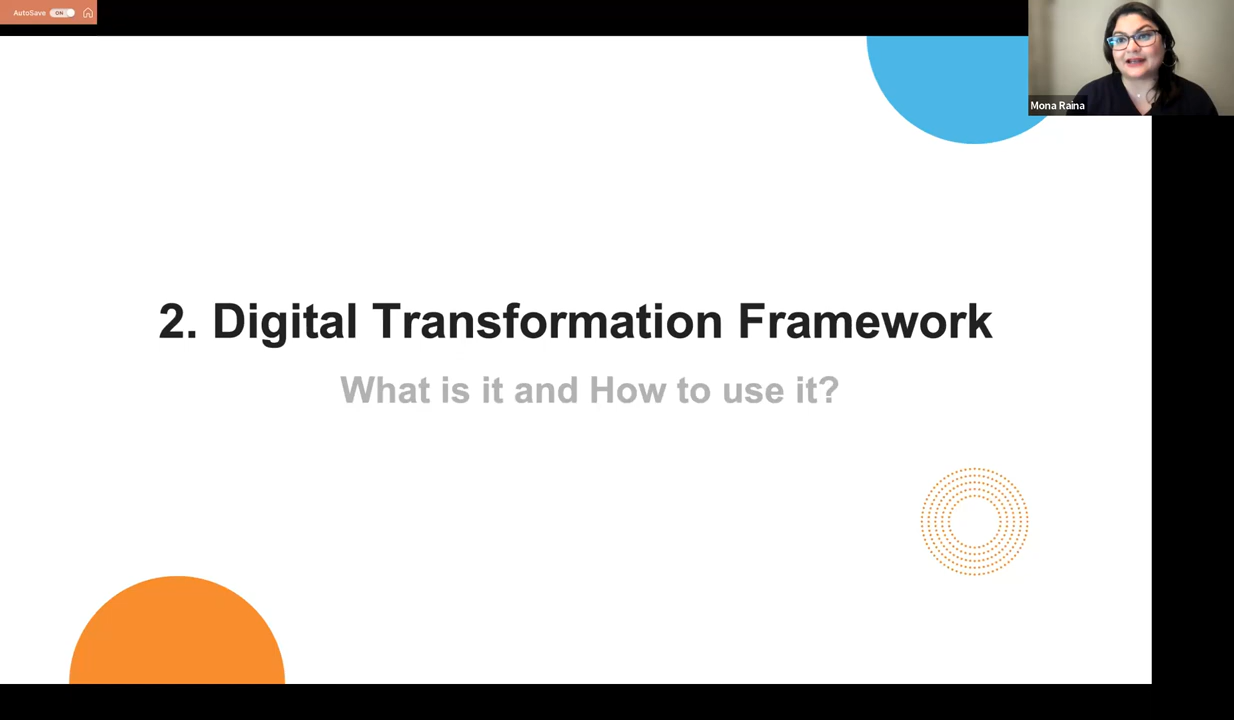 AutoSave ON
Mona Raina
2. Digital Transformation Framework
What is it and How to use it?